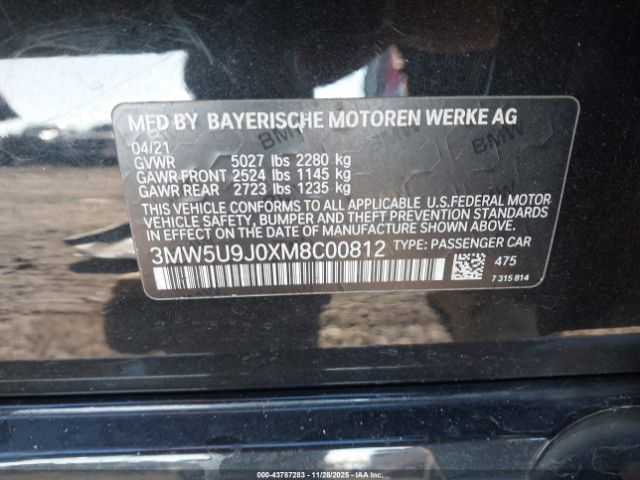 MFD BY BAYERISCHE MOTOREN WERKE AG
04/21
GVWR 5027 lbs 2280 kg
GAWR FRONT 2524 lbs 1145 kg
GAWR REAR 2723 lbs 1235 kg
THIS VEHICLE CONFORMS TO ALL APPLICABLE U.S.FEDERAL MOTOR
VEHICLE SAFETY, BUMPER AND THEFT PREVENTION STANDARDS
IN EFFECT ON THE DATE OF MANUFACTURE SHOWN ABOVE.
3MW5U9J0XM8C00812 TYPE: PASSENGER CAR
475
7 315 814
000-43787283 - 11/28/2025 - IAAI.com